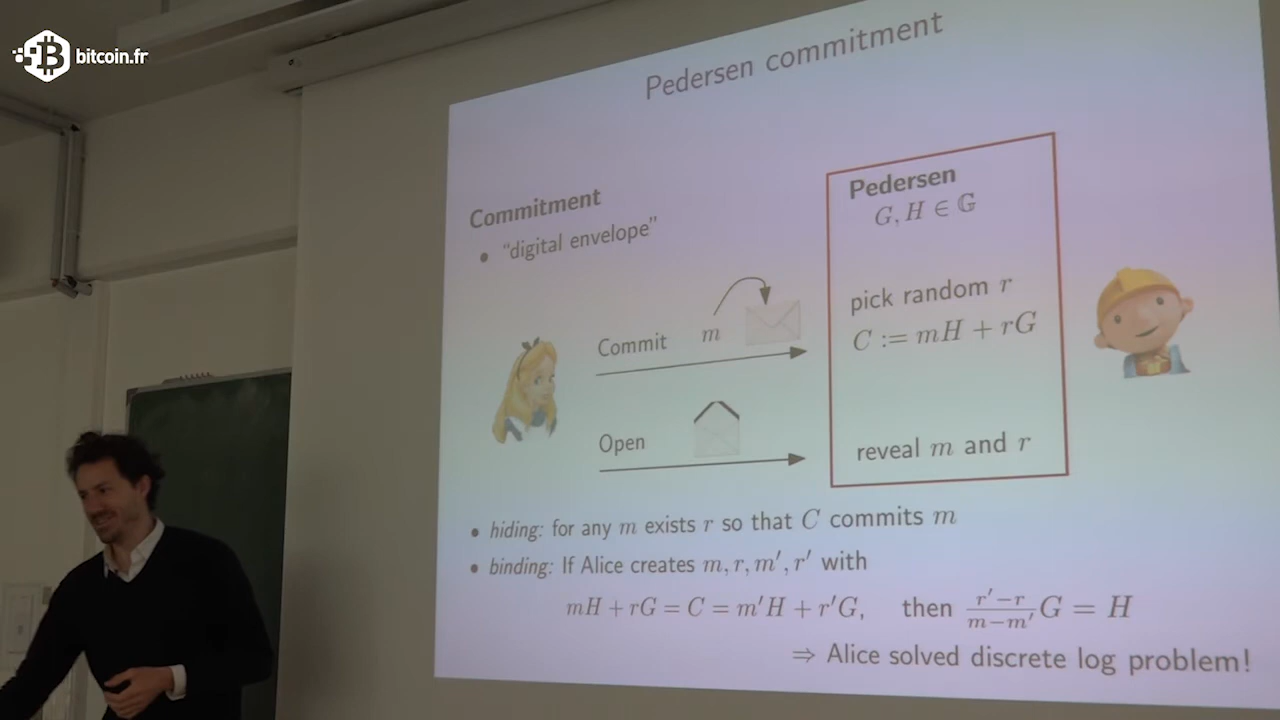 bitcoin.fr
Pedersen commitment
Commitment
• “digital envelope”
Commit m
Open
Pedersen
G, H ∈ 𝔾
pick random r
C := mH + rG
reveal m and r
• hiding: for any m exists r so that C commits m
• binding: If Alice creates m, r, m′, r′ with
mH + rG = C = m′H + r′G, then r′−r/m−m′ G = H
⇒ Alice solved discrete log problem!